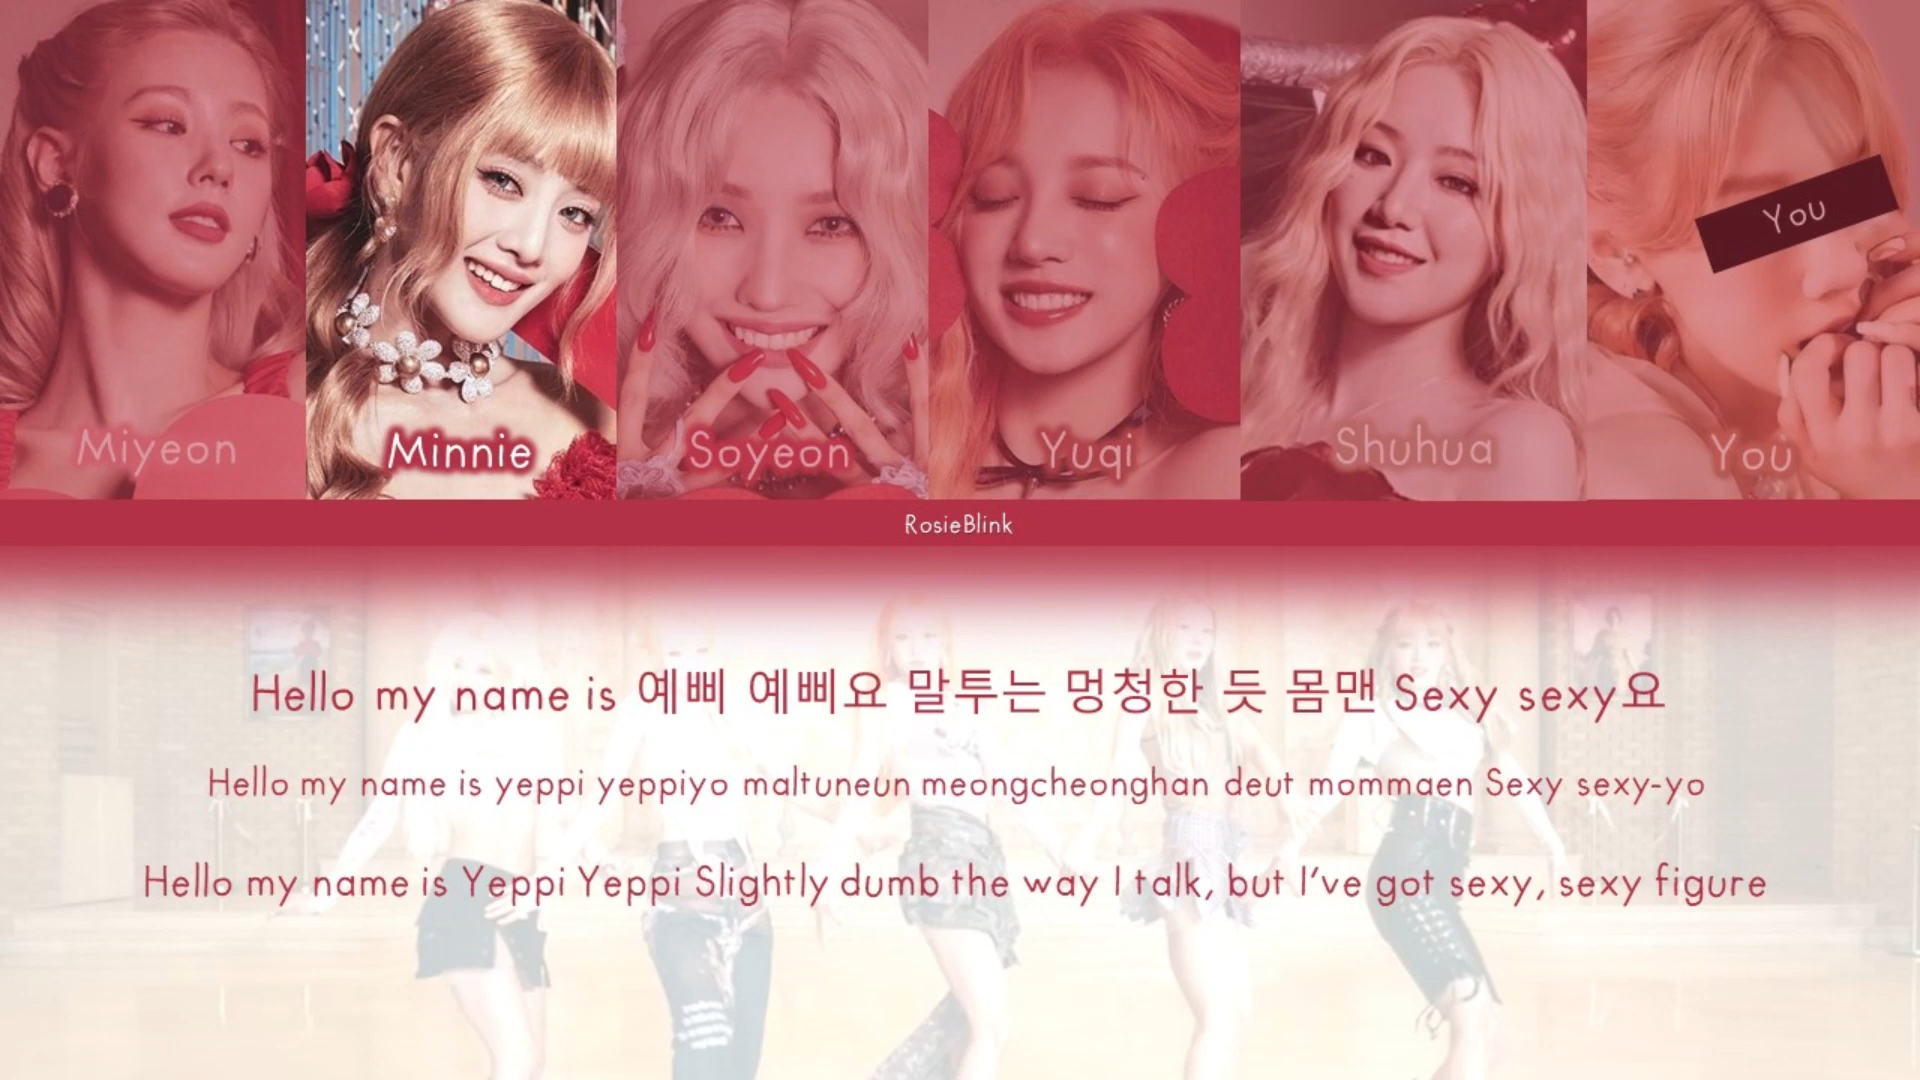 Miyeon
Minnie
Soyeon
Yuqi
Shuhua
You
You
RosieBlink
Hello my name is 예삐 예삐요 말투는 멍청한 듯 몸맨 Sexy sexy요
Hello my name is yeppi yeppiyo maltuneun meongcheonghan deut mommaen Sexy sexy-yo
Hello my name is Yeppi Yeppi Slightly dumb the way I talk, but I've got sexy, sexy figure